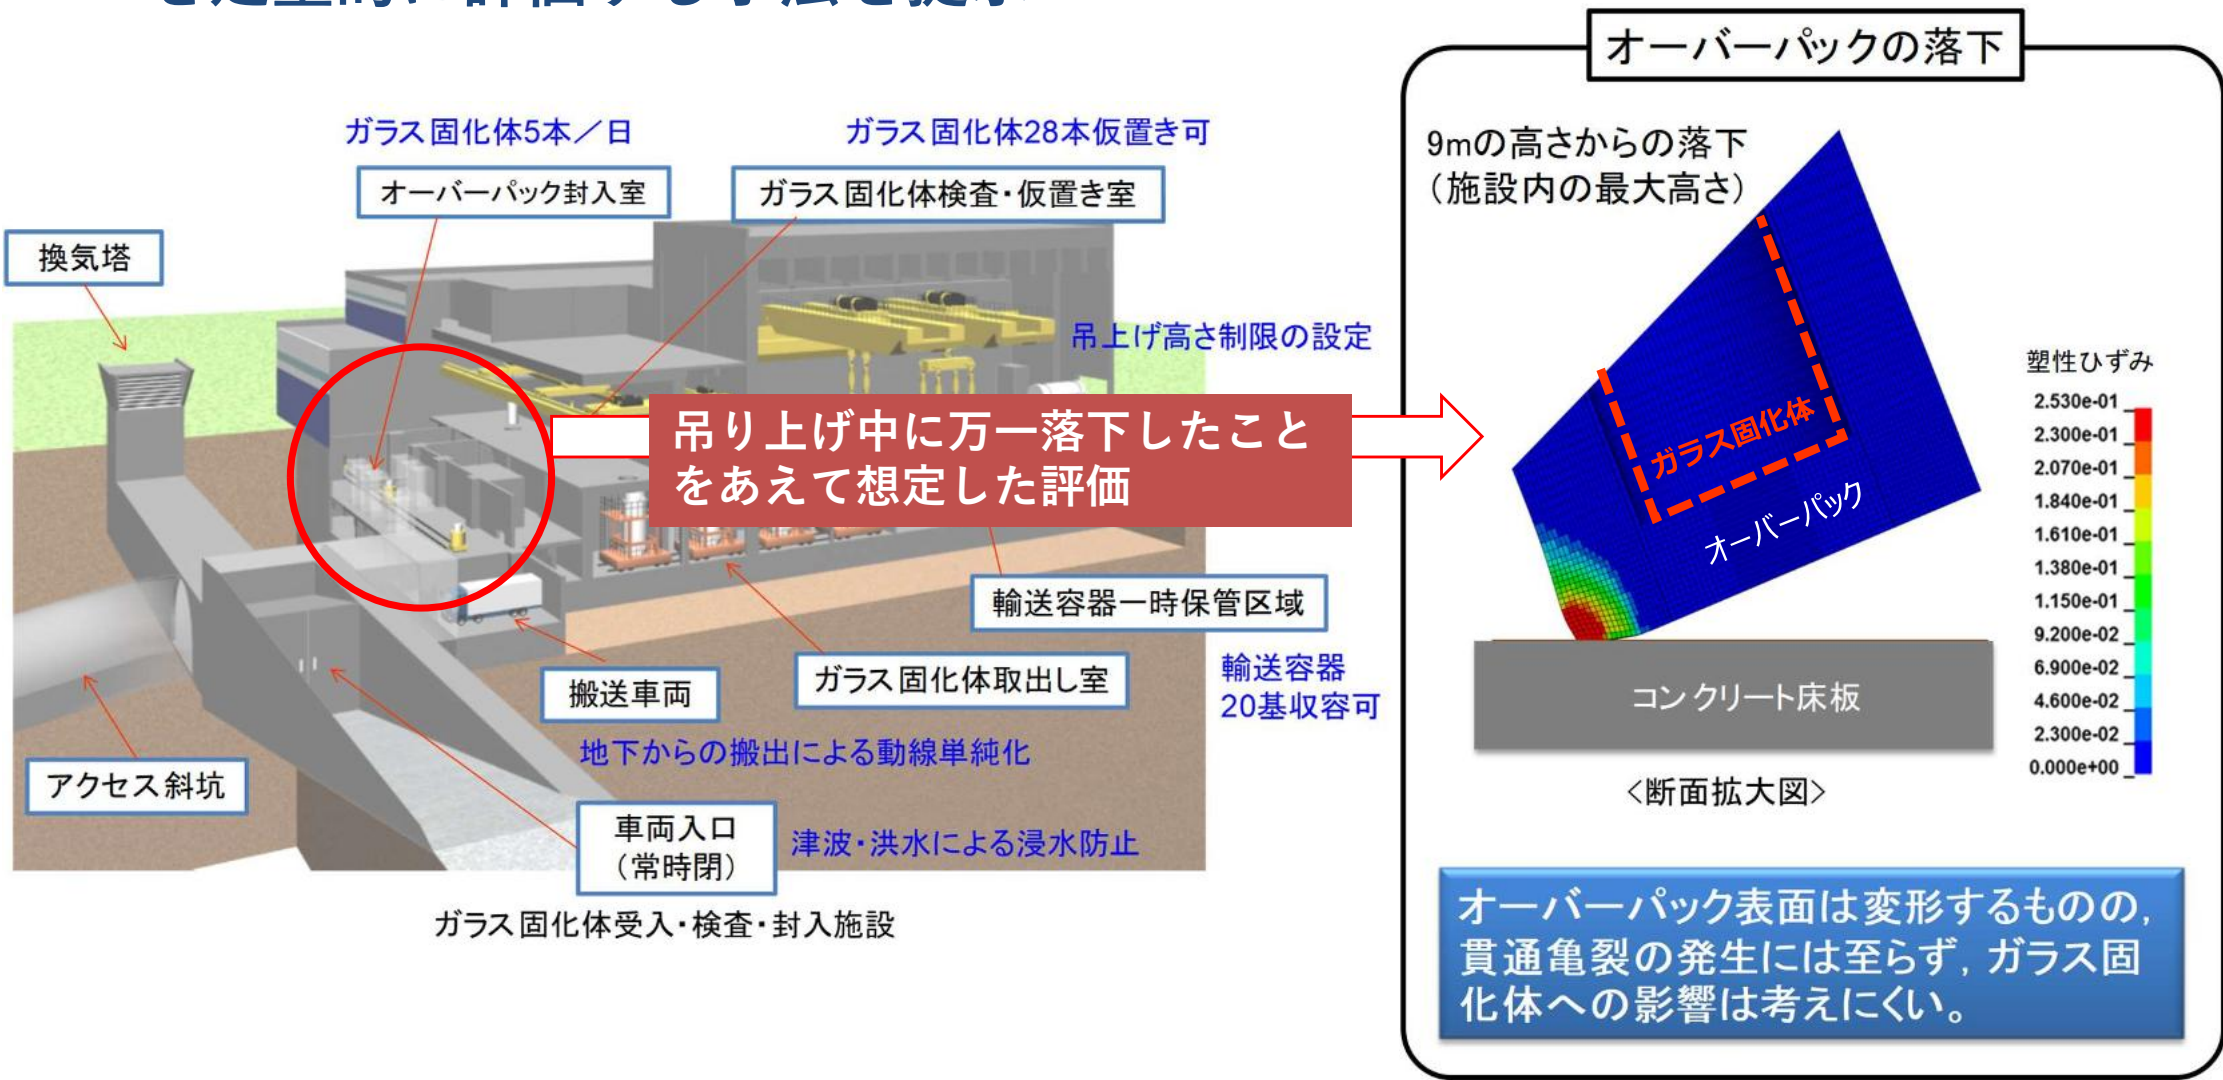 オーバーパックの落下
ガラス固化体5本／日
ガラス固化体28本仮置き可
オーバーパック封入室
ガラス固化体検査・仮置き室
換気塔
吊上げ高さ制限の設定
吊り上げ中に万一落下したこと
をあえて想定した評価
輸送容器一時保管区域
輸送容器
20基収容可
ガラス固化体取出し室
搬送車両
地下からの搬出による動線単純化
アクセス斜坑
車両入口
（常時閉）
津波・洪水による浸水防止
ガラス固化体受入・検査・封入施設
9mの高さからの落下
（施設内の最大高さ）
ガラス固化体
オーバーパック
コンクリート床板
<断面拡大図>
塑性ひずみ
2.530e-01
2.300e-01
2.070e-01
1.840e-01
1.610e-01
1.380e-01
1.150e-01
9.200e-02
6.900e-02
4.600e-02
2.300e-02
0.000e+00
オーバーパック表面は変形するものの,
貫通亀裂の発生には至らず, ガラス固
化体への影響は考えにくい。